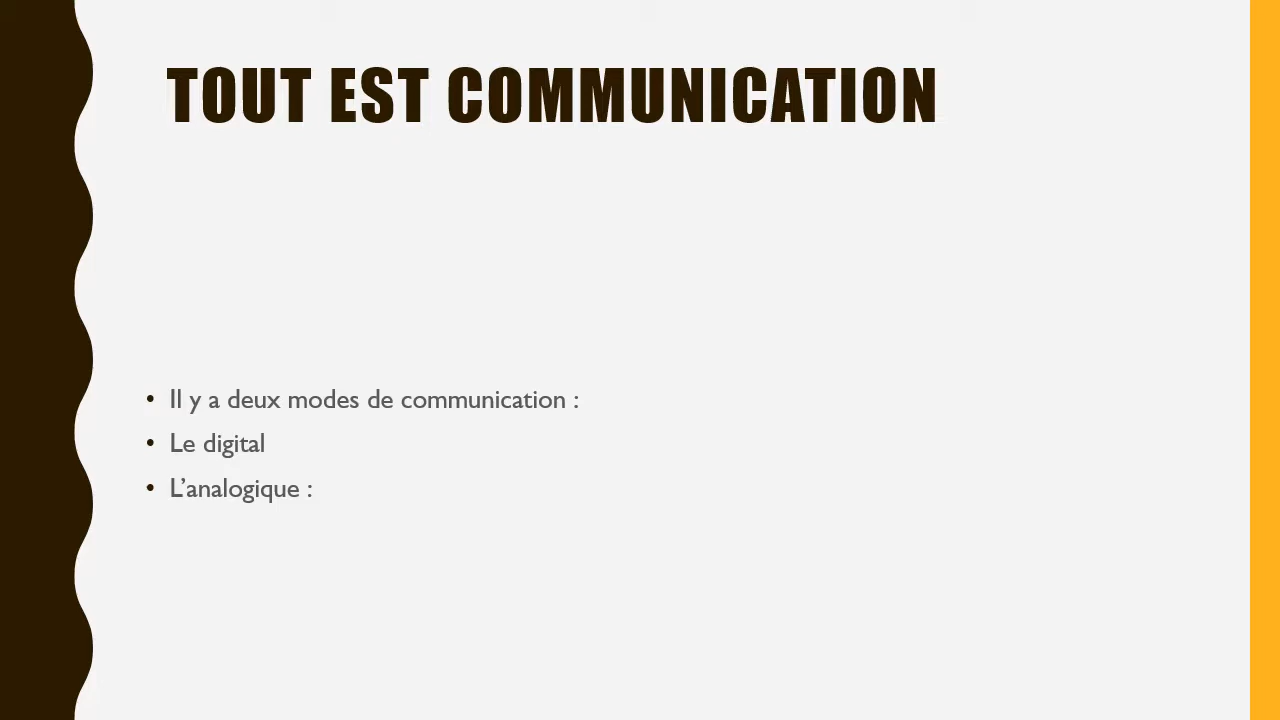 TOUT EST COMMUNICATION
• Il y a deux modes de communication :
• Le digital
• L’analogique :